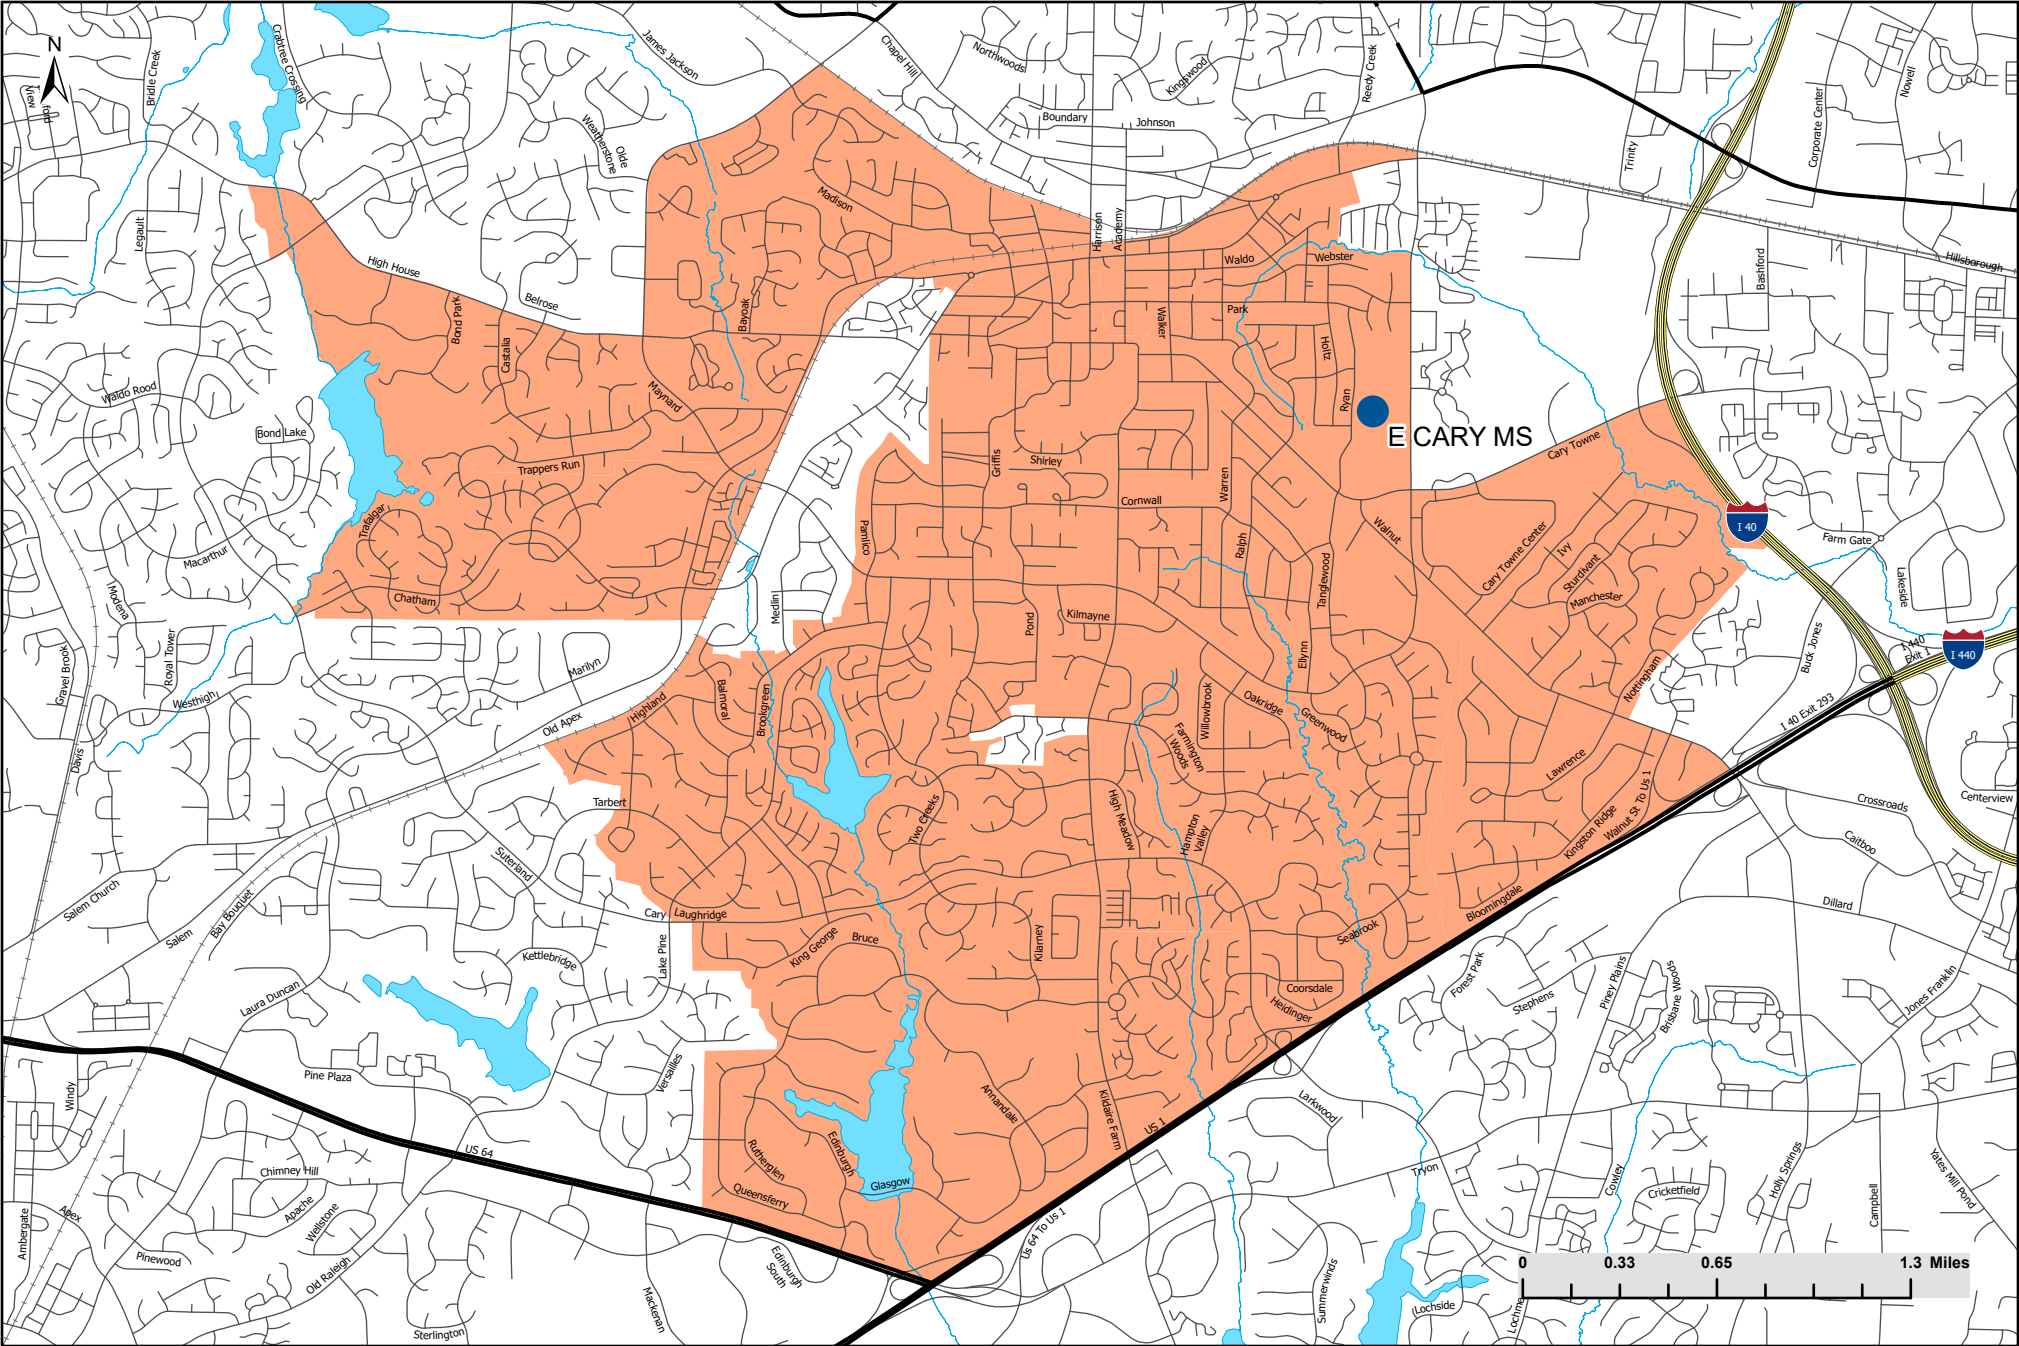 N
Bridle Creek
Crabtree Crossing
James Jackson
Chapel Hill
Northwoods
Kingswood
Reedy Creek
Nowell
Corporate Center
View
Boundary
Johnson
Weatherstone
Olde
Trinity
Madison
Legault
Harrison
Academy
High House
Waldo
Webster
Bashford
Hillsborough
Belrose
Bond Park
Bayoak
Park
Walker
Castalia
Holtz
Waldo Rood
Maynard
Ryan
E CARY MS
Bond Lake
Cary Towne
Trappers Run
Griffis
Shirley
Warren
Cornwall
Trafalgar
Pamlico
Walnut
I 40
Ralph
Cary Towne Center
Ivy
Farm Gate
Macarthur
Sturdivant
Tanglewood
Lakeside
Modena
Chatham
Medlin
Manchester
Kilmayne
Pond
Royal Tower
Buck Jones
I 440
Exit 1
I 440
Ellynn
Gravel Brook
Marilyn
Nottingham
Westhigh
Balmoral
Brookgreen
Willowbrook
Oakridge
Highland
Greenwood
Old Apex
I 40 Exit 293
Farmington
Woods
Davis
Lawrence
Tarbert
Two Creeks
High Meadow
Crossroads
Centerview
Kingston Ridge
Walnut St To Us 1
Hampton
Valley
Caitboo
Suterland
Salem Church
Bay Bouquet
Cary
Laughridge
Bloomingdale
Dillard
Salem
King George
Bruce
Kilarney
Seabrook
Lake Pine
Kettlebridge
Forest Park
Piney Plains
Brisbane Woods
Jones Franklin
Laura Duncan
Coorsdale
Heidinger
Stephens
Versailles
Pine Plaza
Windy
Annandale
Kildaire Farm
Larkwood
US 1
US 64
Edinburgh
Rutherglen
Chimney Hill
Tryon
Cowley
Holly Springs
Yates Mill Pond
Glasgow
Queensferry
Cricketfield
Campbell
Apache
Wellstone
Apex
Ambergate
Us 64 To Us 1
Pinewood
Old Raleigh
Edinburgh
South
Summerwinds
0 0.33 0.65 1.3 Miles
Mackenan
Lochside
Sterlington